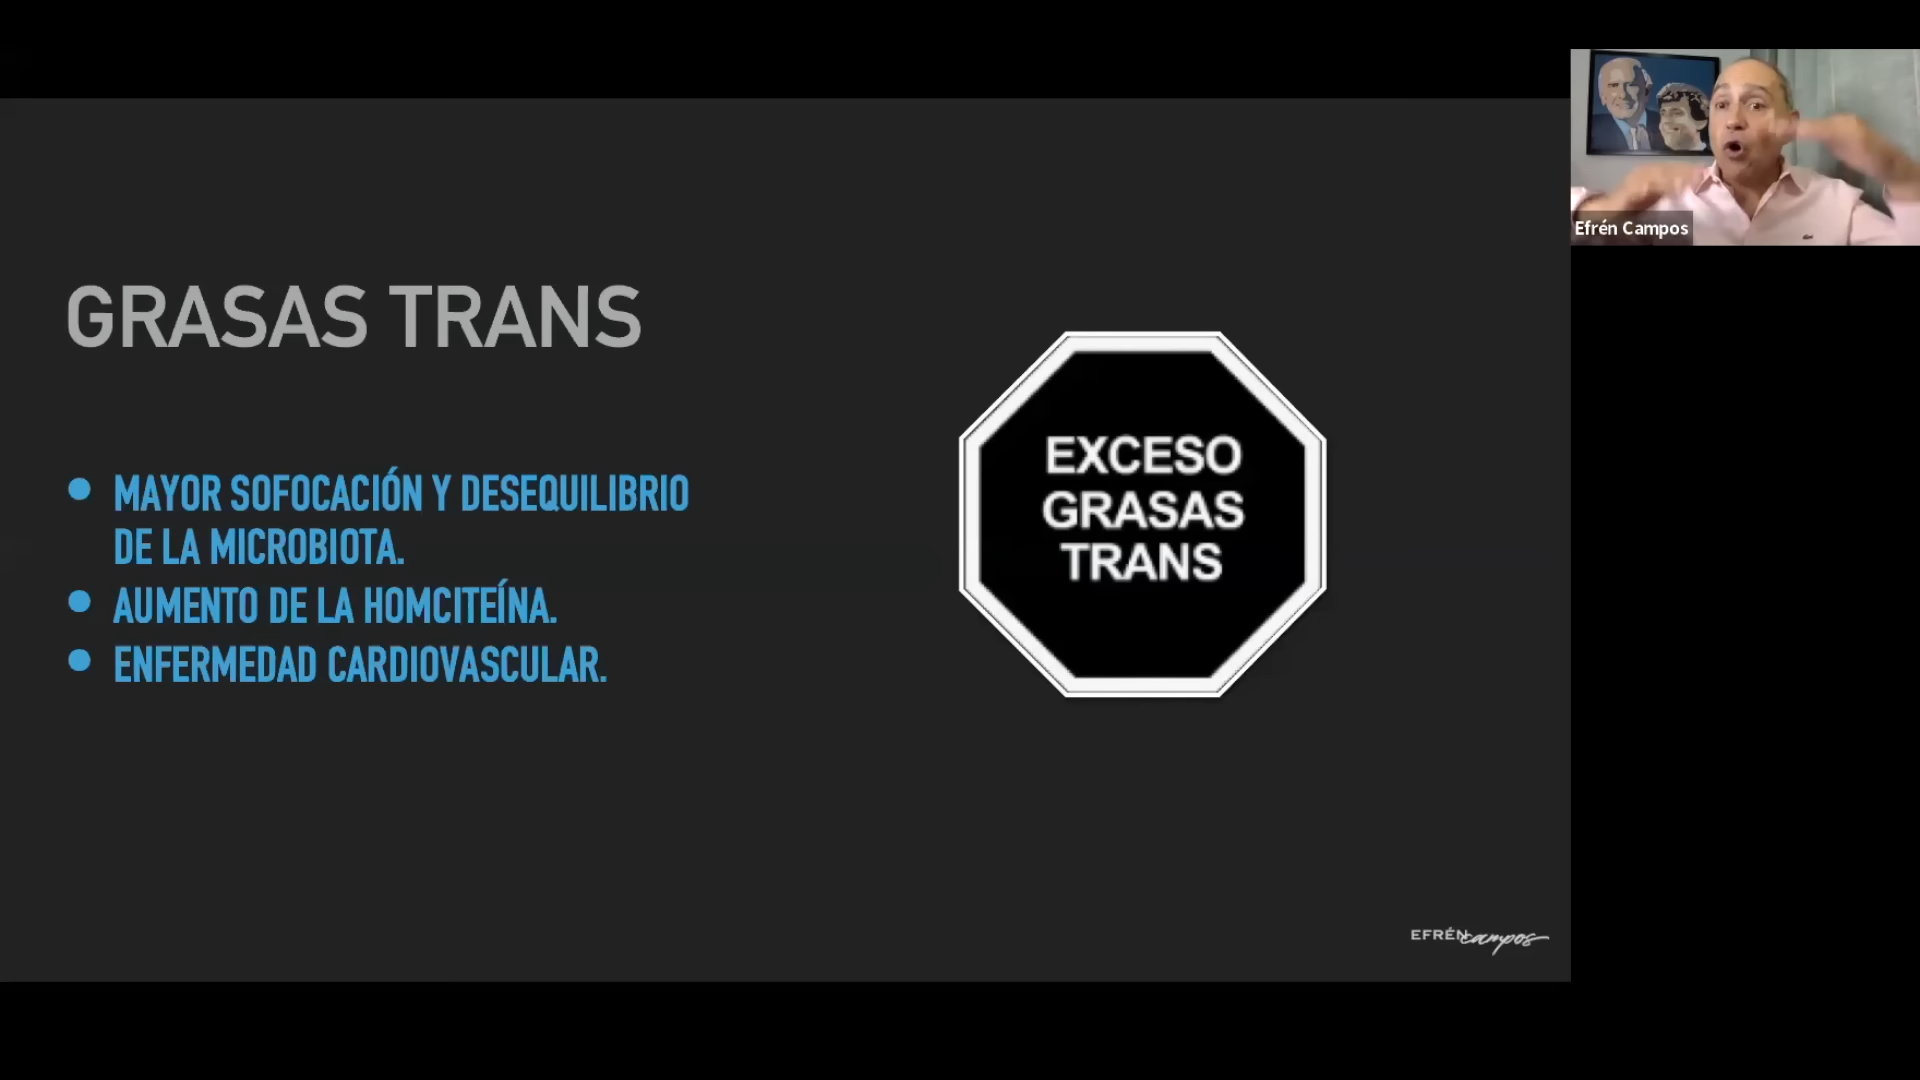 GRASAS TRANS
MAYOR SOFOCACIÓN Y DESEQUILIBRIO
DE LA MICROBIOTA.
AUMENTO DE LA HOMCITEÍNA.
ENFERMEDAD CARDIOVASCULAR.
EXCESO
GRASAS
TRANS
EFRÉN campos
Efrén Campos